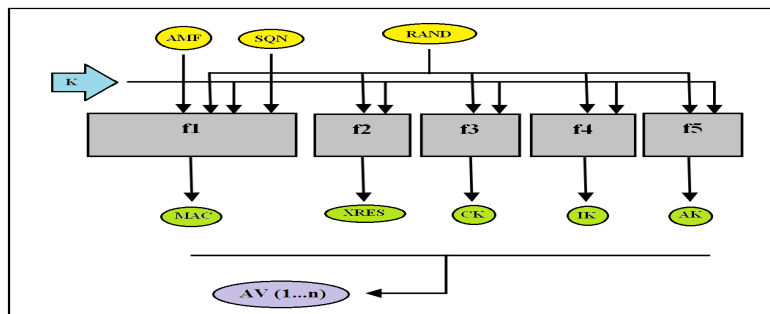 AMF
SQN
RAND
K
f1
f2
f3
f4
f5
MAC
XRES
CK
IK
AK
AV (1...n)